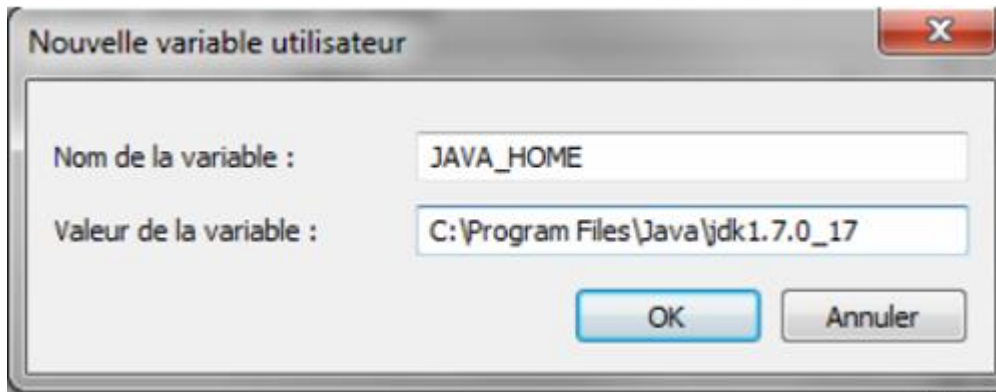 Nouvelle variable utilisateur
Nom de la variable : JAVA_HOME
Valeur de la variable : C:\Program Files\Java\jdk1.7.0_17
OK Annuler